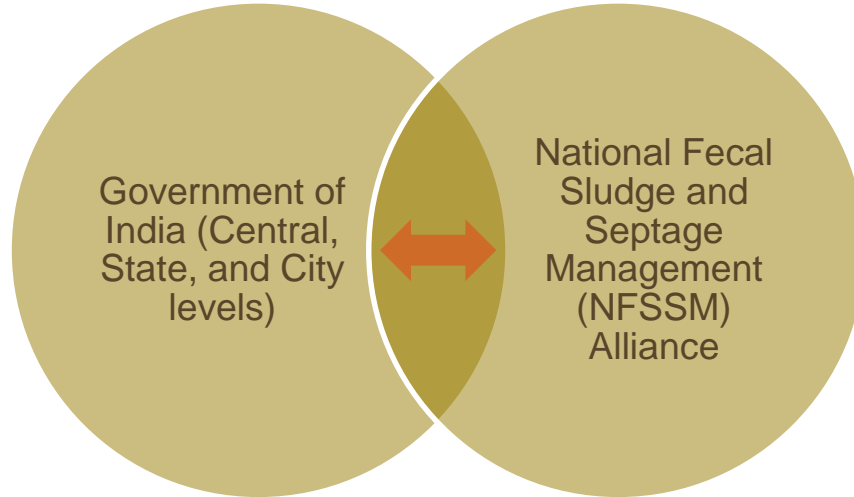 Government of
India (Central,
State, and City
levels)
National Fecal
Sludge and
Septage
Management
(NFSSM)
Alliance